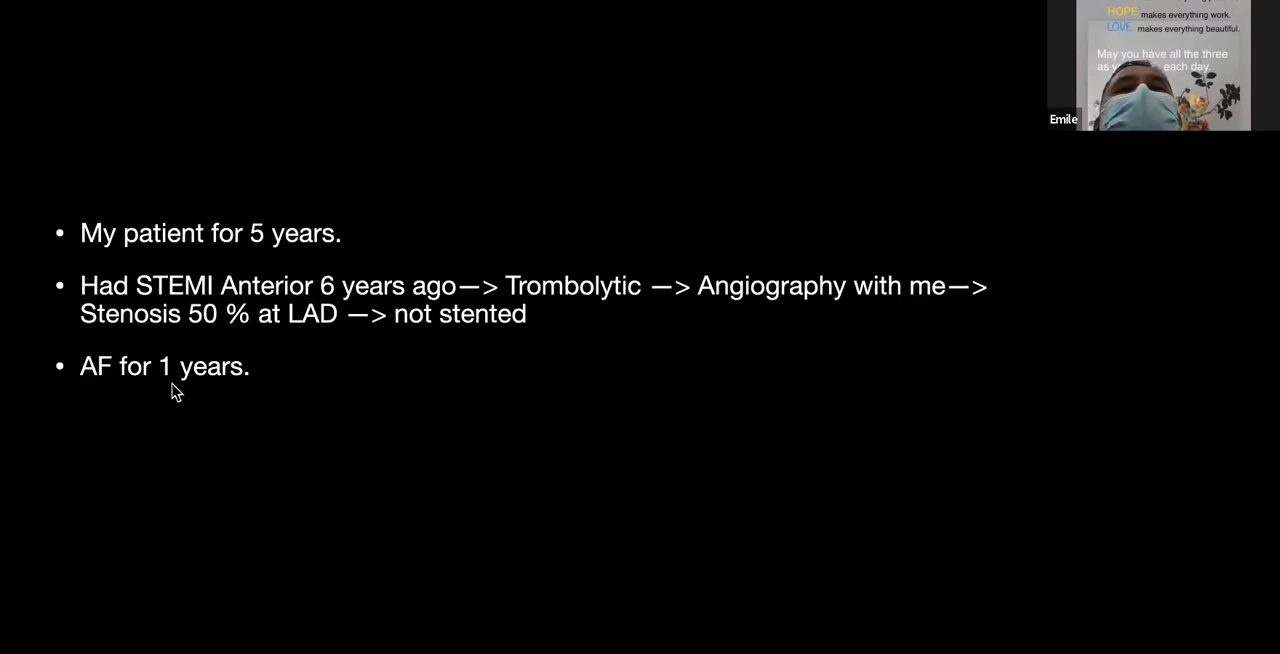 HOPE makes everything work.
LOVE makes everything beautiful.
May you have all the three
as each day.
Emile
• My patient for 5 years.
• Had STEMI Anterior 6 years ago—> Trombolytic —> Angiography with me—>
Stenosis 50 % at LAD —> not stented
• AF for 1 years.